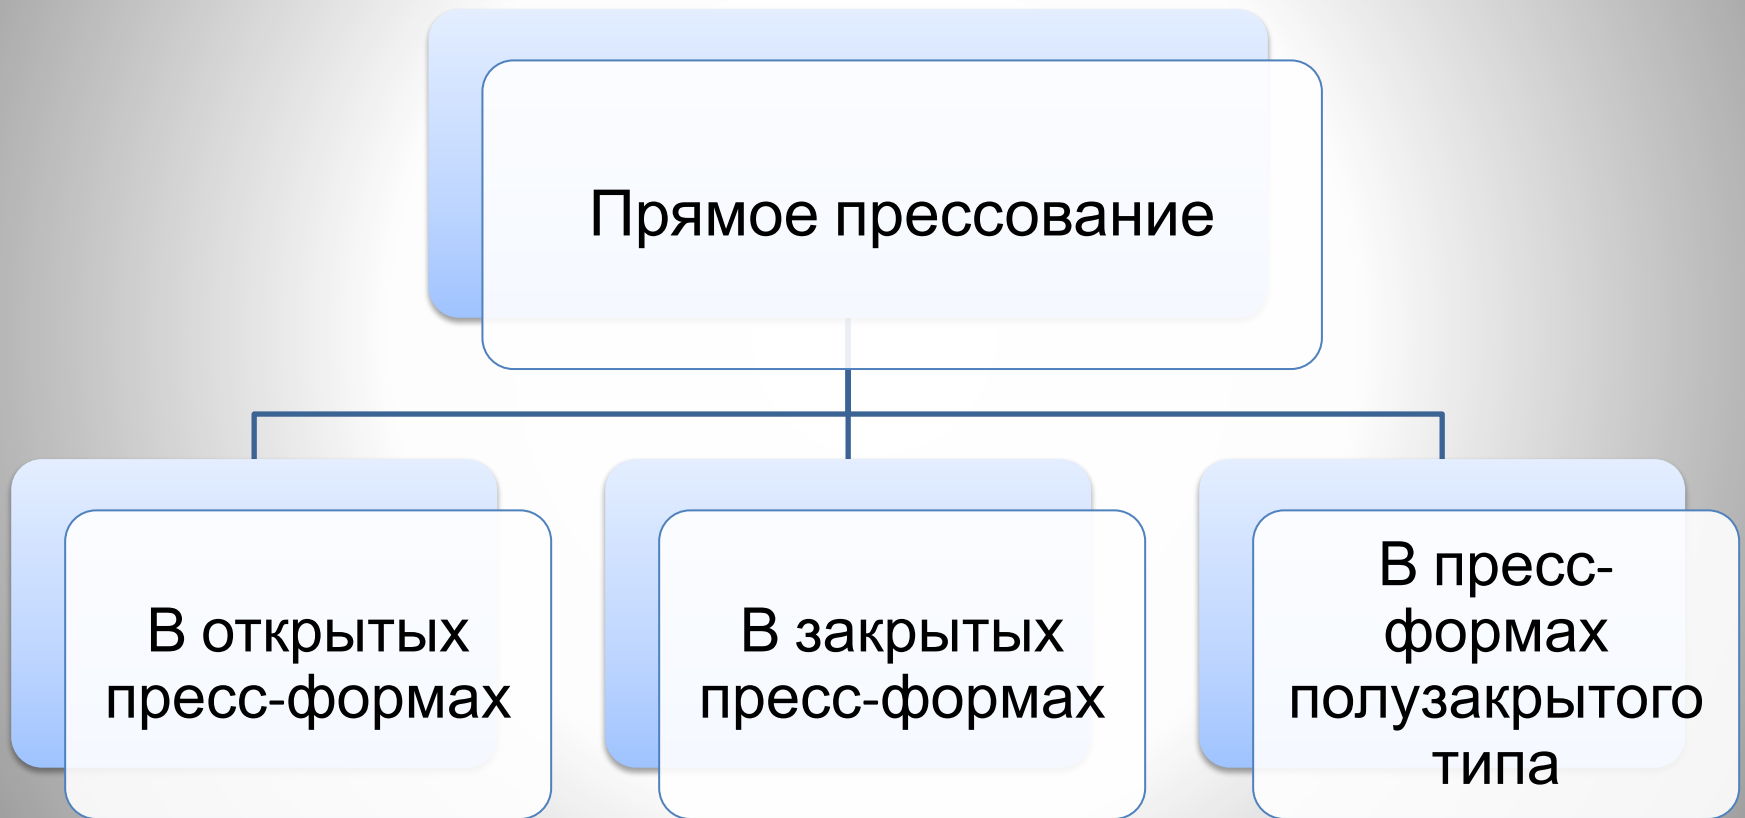 Прямое прессование
В открытых
пресс-формах
В закрытых
пресс-формах
В пресс-
формах
полузакрытого
типа